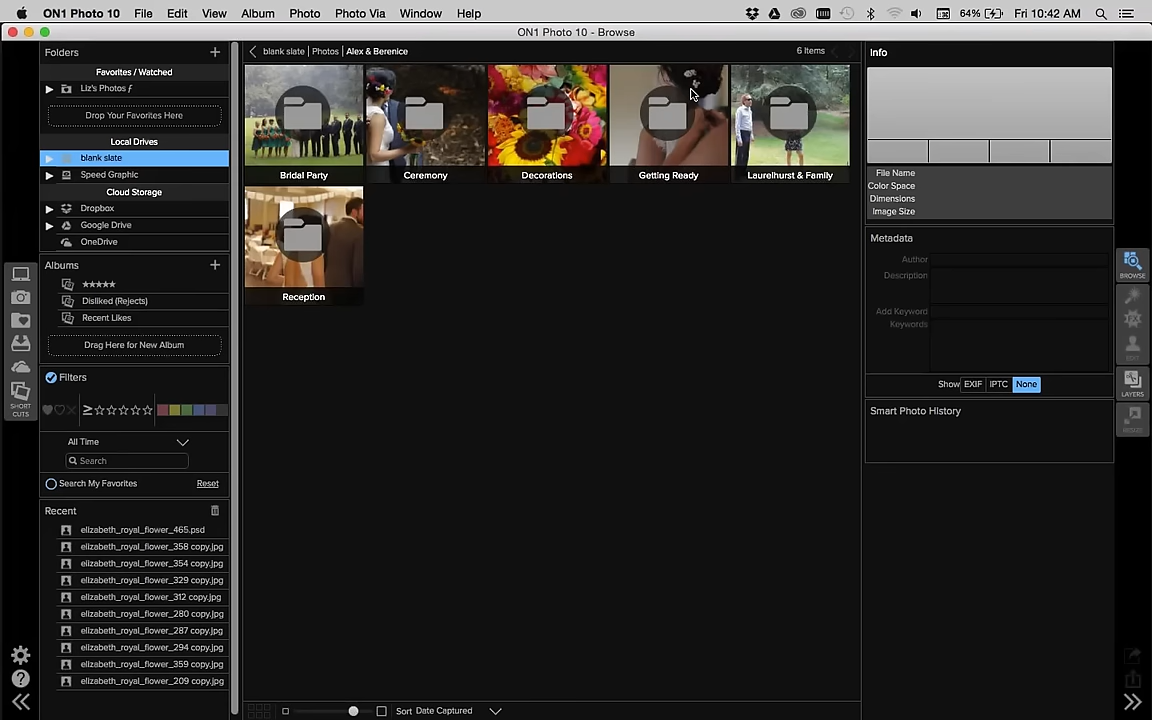 ON1 Photo 10 File Edit View Album Photo Photo Via Window Help 64% Fri 10:42 AM
ON1 Photo 10 - Browse
Folders +
Favorites / Watched
Liz's Photos ƒ
Drop Your Favorites Here
Local Drives
blank slate
Speed Graphic
Cloud Storage
Dropbox
Google Drive
OneDrive
Albums +
★★★★★
Disliked (Rejects)
Recent Likes
Drag Here for New Album
Filters
All Time
Search
Search My Favorites Reset
Recent
elizabeth_royal_flower_465.psd
elizabeth_royal_flower_358 copy.jpg
elizabeth_royal_flower_354 copy.jpg
elizabeth_royal_flower_329 copy.jpg
elizabeth_royal_flower_312 copy.jpg
elizabeth_royal_flower_280 copy.jpg
elizabeth_royal_flower_287 copy.jpg
elizabeth_royal_flower_294 copy.jpg
elizabeth_royal_flower_359 copy.jpg
elizabeth_royal_flower_209 copy.jpg
SHORT
CUTS
blank slate | Photos | Alex & Berenice 6 Items
Bridal Party Ceremony Decorations Getting Ready Laurelhurst & Family
Reception
Sort Date Captured
Info
File Name
Color Space
Dimensions
Image Size
Metadata
Author
Description
Add Keyword
Keywords
Show EXIF IPTC None
Smart Photo History
BROWSE
EDIT
LAYERS
RESIZE